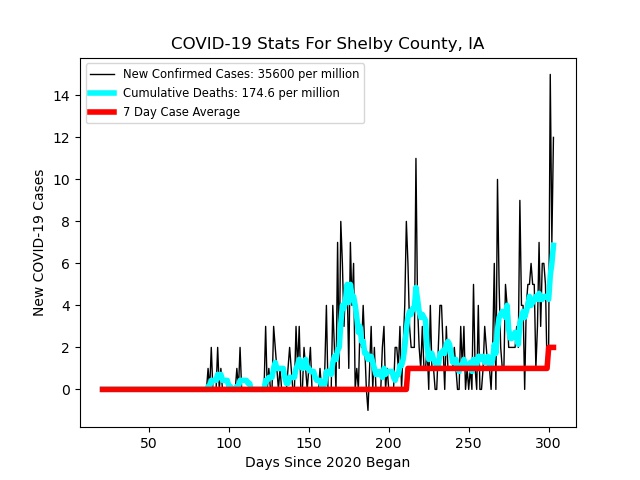 COVID-19 Stats For Shelby County, IA
New Confirmed Cases: 35600 per million
Cumulative Deaths: 174.6 per million
7 Day Case Average
New COVID-19 Cases
14
12
10
8
6
4
2
0
50 100 150 200 250 300
Days Since 2020 Began